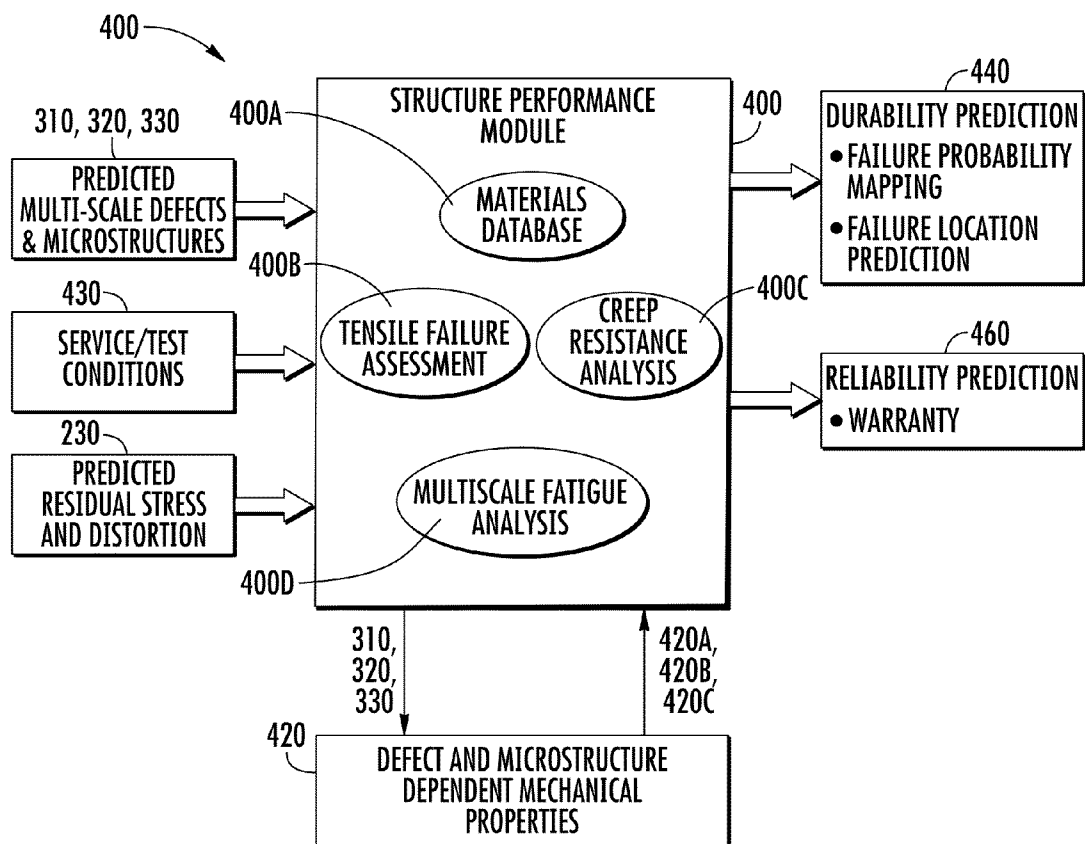 400
310, 320, 330
PREDICTED
MULTI-SCALE DEFECTS
& MICROSTRUCTURES
430
SERVICE/TEST
CONDITIONS
230
PREDICTED
RESIDUAL STRESS
AND DISTORTION
STRUCTURE PERFORMANCE
MODULE
400
400A
MATERIALS
DATABASE
400B
TENSILE FAILURE
ASSESSMENT
400C
CREEP
RESISTANCE
ANALYSIS
MULTISCALE FATIGUE
ANALYSIS
400D
440
DURABILITY PREDICTION
• FAILURE PROBABILITY
MAPPING
• FAILURE LOCATION
PREDICTION
460
RELIABILITY PREDICTION
• WARRANTY
310,
320,
330
420A,
420B,
420C
420
DEFECT AND MICROSTRUCTURE
DEPENDENT MECHANICAL
PROPERTIES